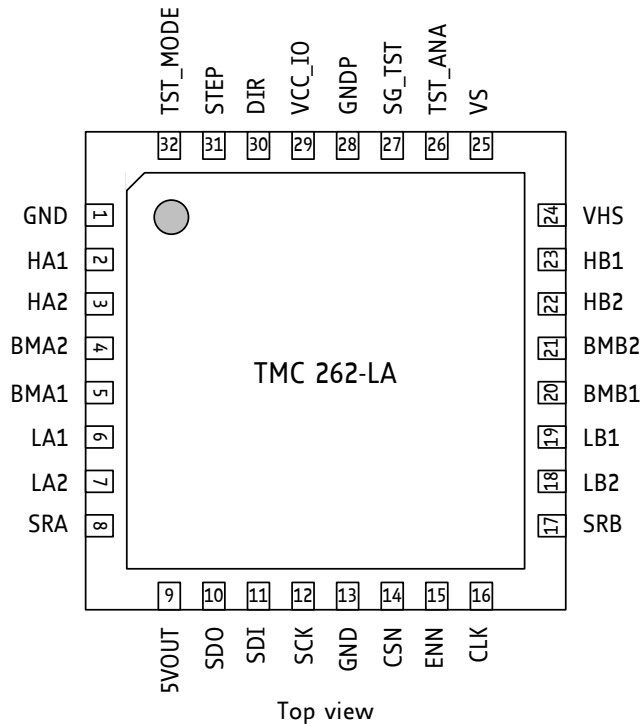 TST_MODE
STEP
DIR
VCC_IO
GNDP
SG_TST
TST_ANA
VS
32
31
30
29
28
27
26
25
GND 1
HA1 2
HA2 3
BMA2 4
BMA1 5
LA1 6
LA2 7
SRA 8
TMC 262-LA
24 VHS
23 HB1
22 HB2
21 BMB2
20 BMB1
19 LB1
18 LB2
17 SRB
9
10
11
12
13
14
15
16
5VOUT
SDO
SDI
SCK
GND
CSN
ENN
CLK
Top view